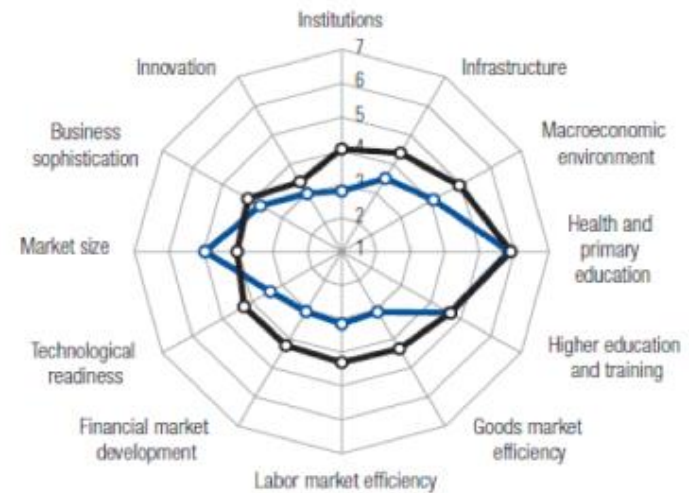 Institutions
7
6
5
4
3
2
1
Infrastructure
Macroeconomic
environment
Health and
primary
education
Higher education
and training
Goods market
efficiency
Labor market efficiency
Financial market
development
Technological
readiness
Market size
Business
sophistication
Innovation